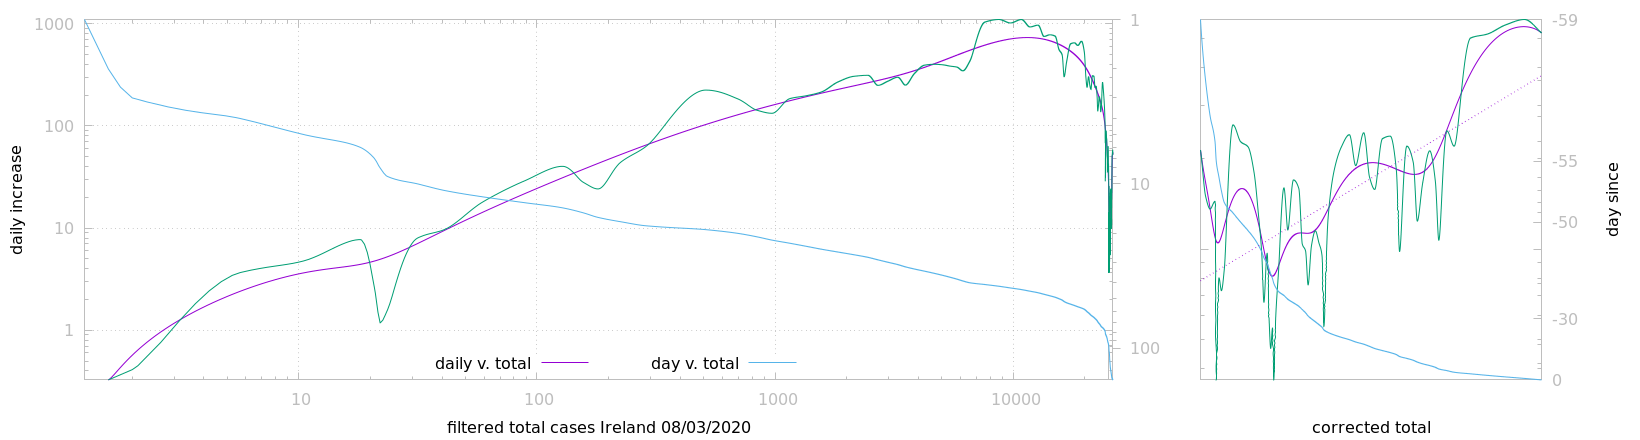 1000
100
10
1
daily increase
10
100
1000
10000
filtered total cases Ireland 08/03/2020
daily v. total
day v. total
1
10
100
-59
-55
-50
-30
0
day since
corrected total